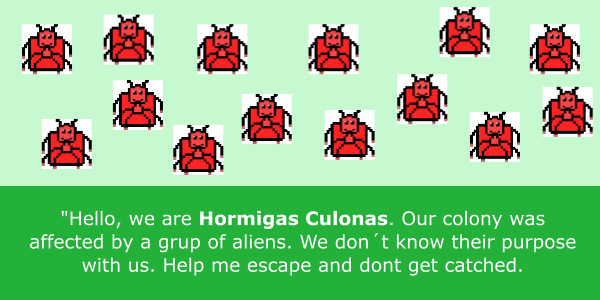 "Hello, we are Hormigas Culonas. Our colony was
affected by a grup of aliens. We don´t know their purpose
with us. Help me escape and dont get catched.